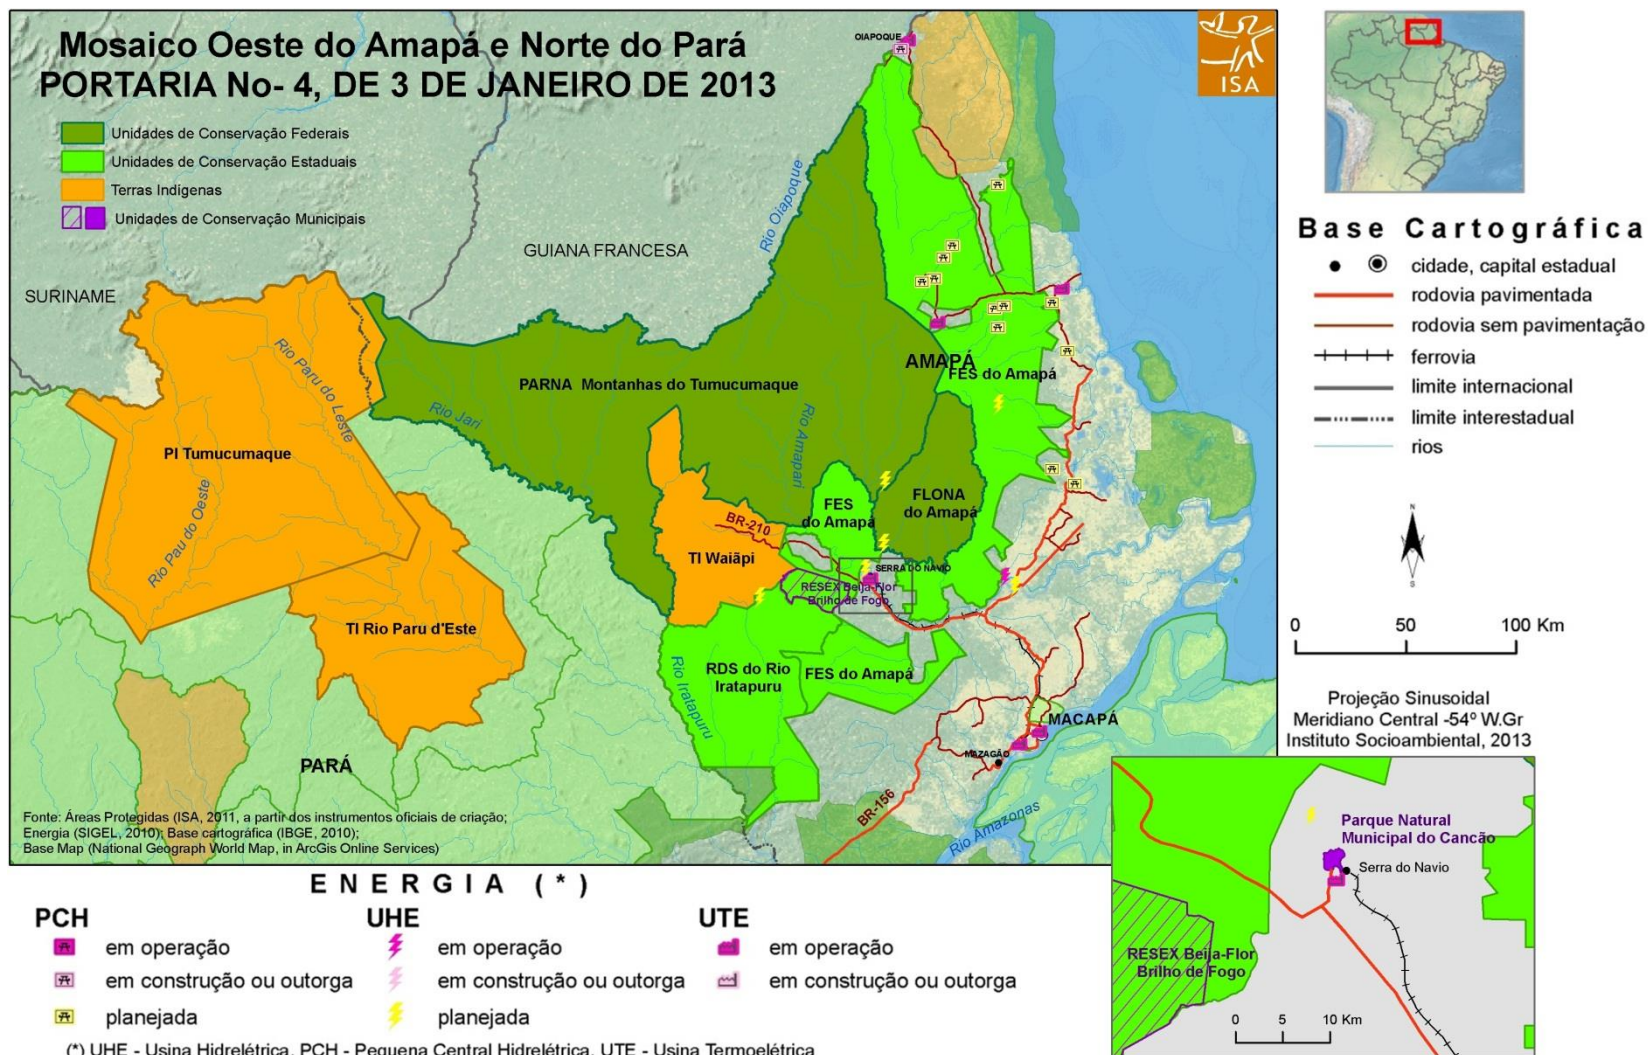 Mosaico Oeste do Amapá e Norte do Pará
PORTARIA No- 4, DE 3 DE JANEIRO DE 2013
Unidades de Conservação Federais
Unidades de Conservação Estaduais
Terras Indígenas
Unidades de Conservação Municipais
ISA
OIAPOQUE
Rio Oiapoque
GUIANA FRANCESA
SURINAME
Rio Paru do Leste
AMAPÁ
FES do Amapá
PARNA Montanhas do Tumucumaque
Rio Jari
Rio Amapari
PI Tumucumaque
Rio Pau do Oeste
FES
do Amapá
FLONA
do Amapá
BR-210
TI Waiãpi
SERRA DO NAVIO
RESEX Beija-Flor
Brilho de Fogo
TI Rio Paru d'Este
RDS do Rio
Iratapuru
FES do Amapá
Rio Iratapuru
MACAPÁ
MAZAGÃO
PARÁ
BR-156
Rio Amazonas
Fonte: Áreas Protegidas (ISA, 2011, a partir dos instrumentos oficiais de criação;
Energia (SIGEL, 2010); Base cartográfica (IBGE, 2010);
Base Map (National Geograph World Map, in ArcGis Online Services)
Base Cartográfica
cidade, capital estadual
rodovia pavimentada
rodovia sem pavimentação
ferrovia
limite internacional
limite interestadual
rios
N
S
0 50 100 Km
Projeção Sinusoidal
Meridiano Central -54º W.Gr
Instituto Socioambiental, 2013
Parque Natural
Municipal do Cancão
Serra do Navio
RESEX Beija-Flor
Brilho de Fogo
0 5 10 Km
ENERGIA (*)
PCH UHE UTE
em operação em operação em operação
em construção ou outorga em construção ou outorga em construção ou outorga
planejada planejada
(*) UHE - Usina Hidrelétrica, PCH - Pequena Central Hidrelétrica, UTE - Usina Termoelétrica